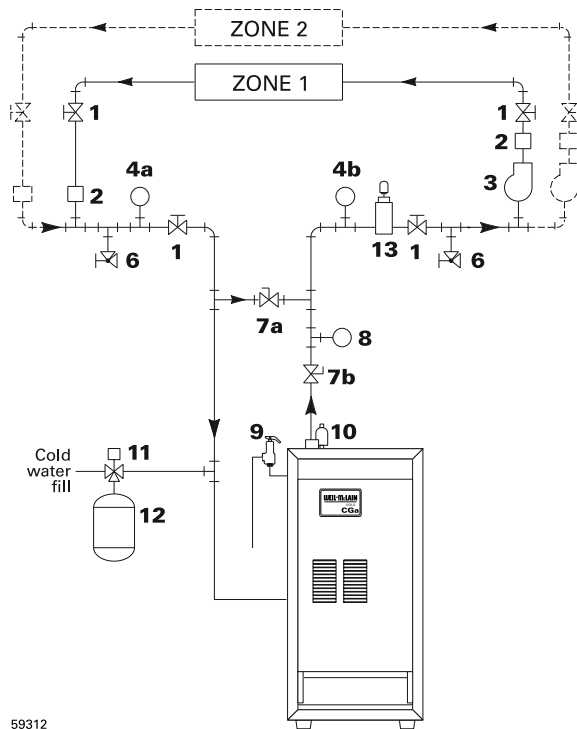 ZONE 2
ZONE 1
1
1
2
4a
4b
2
3
6
1
13
1
6
7a
8
7b
9
10
11
Cold
water
fill
12
WEIL-McLAIN
GOLD
CGa
59312